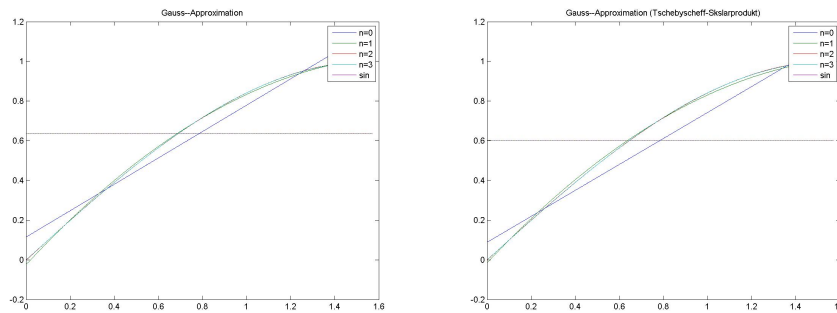 Gauss--Approximation
1.2
1
0.8
0.6
0.4
0.2
0
-0.2
0 0.2 0.4 0.6 0.8 1 1.2 1.4 1.6
n=0
n=1
n=2
n=3
sin
Gauss--Approximation (Tschebyscheff-Skslarprodukt)
1.2
1
0.8
0.6
0.4
0.2
0
-0.2
0 0.2 0.4 0.6 0.8 1 1.2 1.4 1.6
n=0
n=1
n=2
n=3
sin